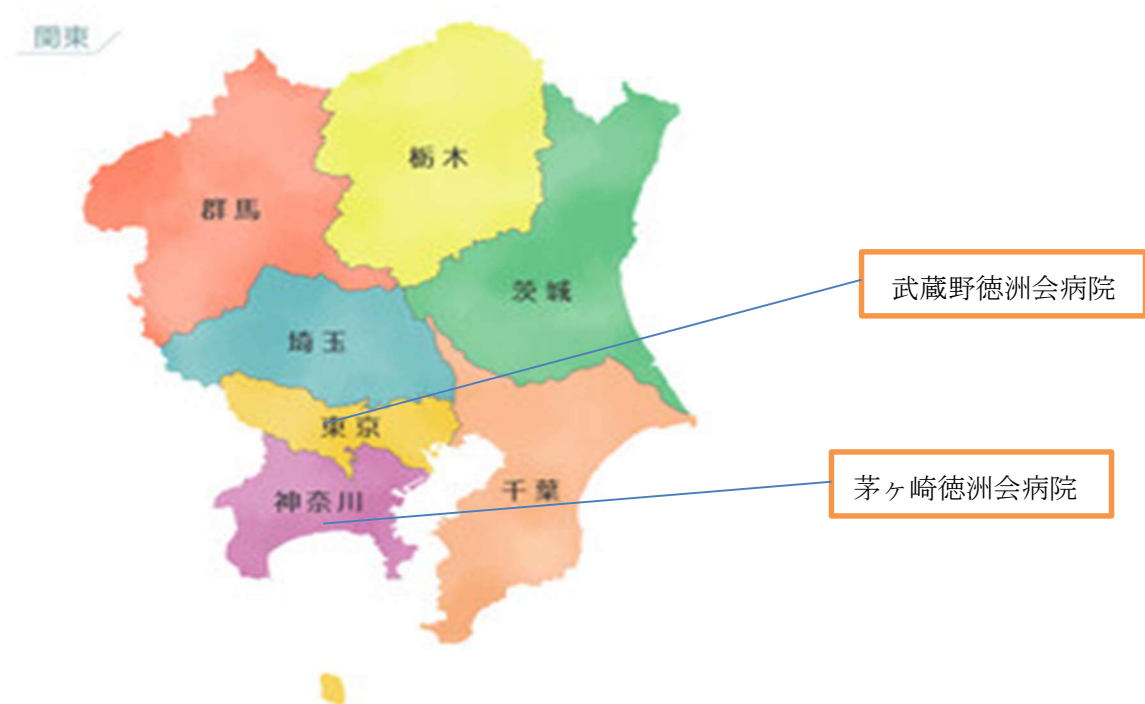 関東
栃木
群馬
茨城
武蔵野徳洲会病院
埼玉
東京
千葉
茅ヶ崎徳洲会病院
神奈川